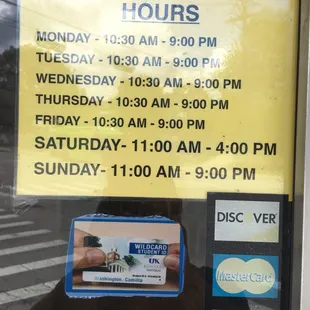 HOURS
MONDAY - 10:30 AM - 9:00 PM
TUESDAY - 10:30 AM - 9:00 PM
WEDNESDAY - 10:30 AM - 9:00 PM
THURSDAY - 10:30 AM - 9:00 PM
FRIDAY - 10:30 AM - 9:00 PM
SATURDAY- 11:00 AM - 4:00 PM
SUNDAY- 11:00 AM - 9:00 PM
WILDCARD
STUDENT ID
UK
DISCOVER
MasterCard